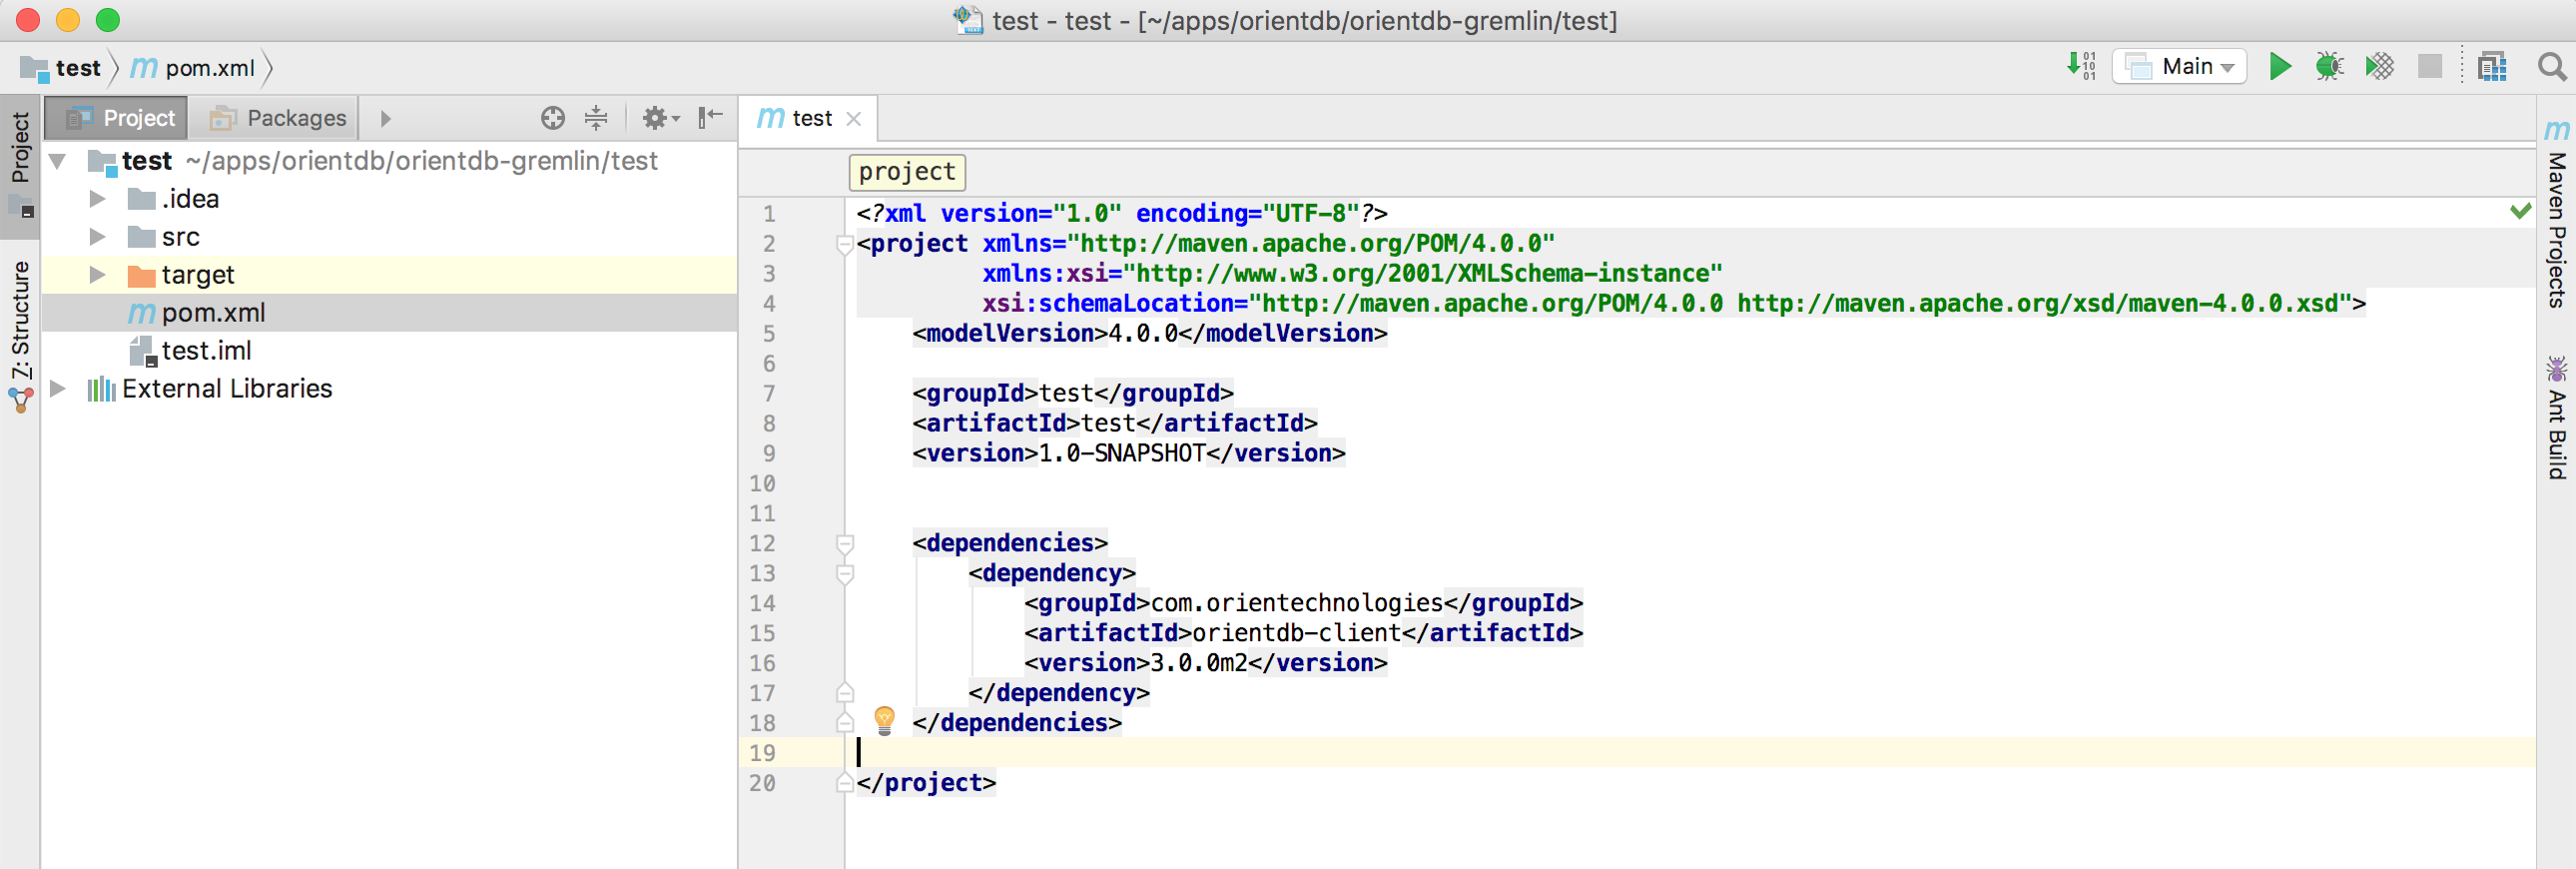 test - test - [~/apps/orientdb/orientdb-gremlin/test]
test
m pom.xml
Main
Project
Packages
m test
Project
7: Structure
test ~/apps/orientdb/orientdb-gremlin/test
.idea
src
target
m pom.xml
test.iml
External Libraries
project
1 <?xml version="1.0" encoding="UTF-8"?>
2 <project xmlns="http://maven.apache.org/POM/4.0.0"
3 xmlns:xsi="http://www.w3.org/2001/XMLSchema-instance"
4 xsi:schemaLocation="http://maven.apache.org/POM/4.0.0 http://maven.apache.org/xsd/maven-4.0.0.xsd">
5 <modelVersion>4.0.0</modelVersion>
6
7 <groupId>test</groupId>
8 <artifactId>test</artifactId>
9 <version>1.0-SNAPSHOT</version>
10
11
12 <dependencies>
13 <dependency>
14 <groupId>com.orientechnologies</groupId>
15 <artifactId>orientdb-client</artifactId>
16 <version>3.0.0m2</version>
17 </dependency>
18 </dependencies>
19
20 </project>
m Maven Projects
Ant Build